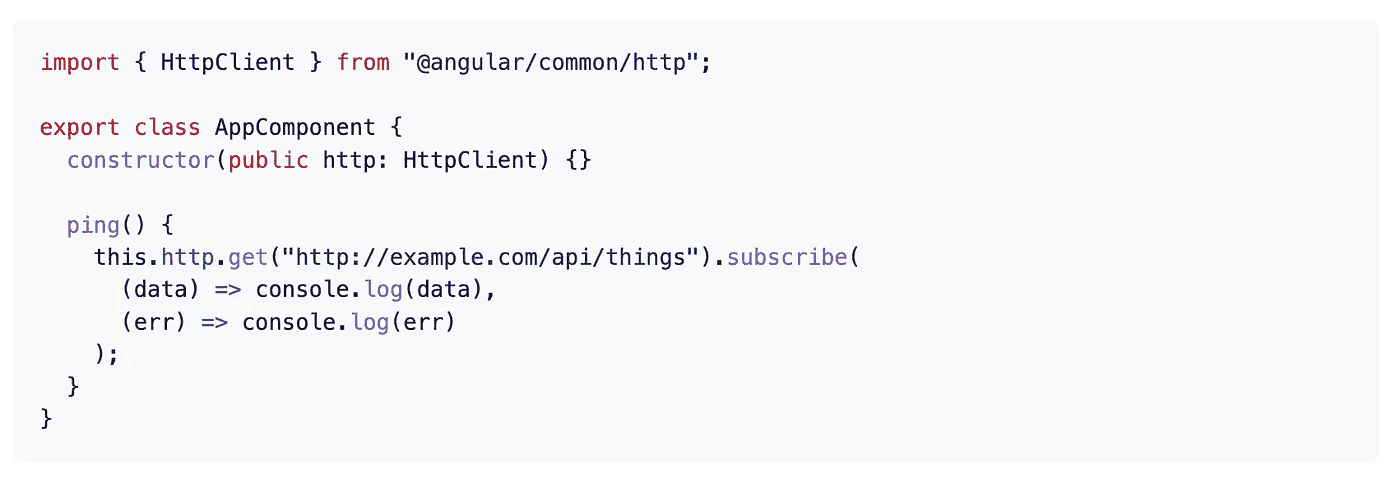 import { HttpClient } from "@angular/common/http";
export class AppComponent {
constructor(public http: HttpClient) {}
ping() {
this.http.get("http://example.com/api/things").subscribe(
(data) => console.log(data),
(err) => console.log(err)
);
}
}